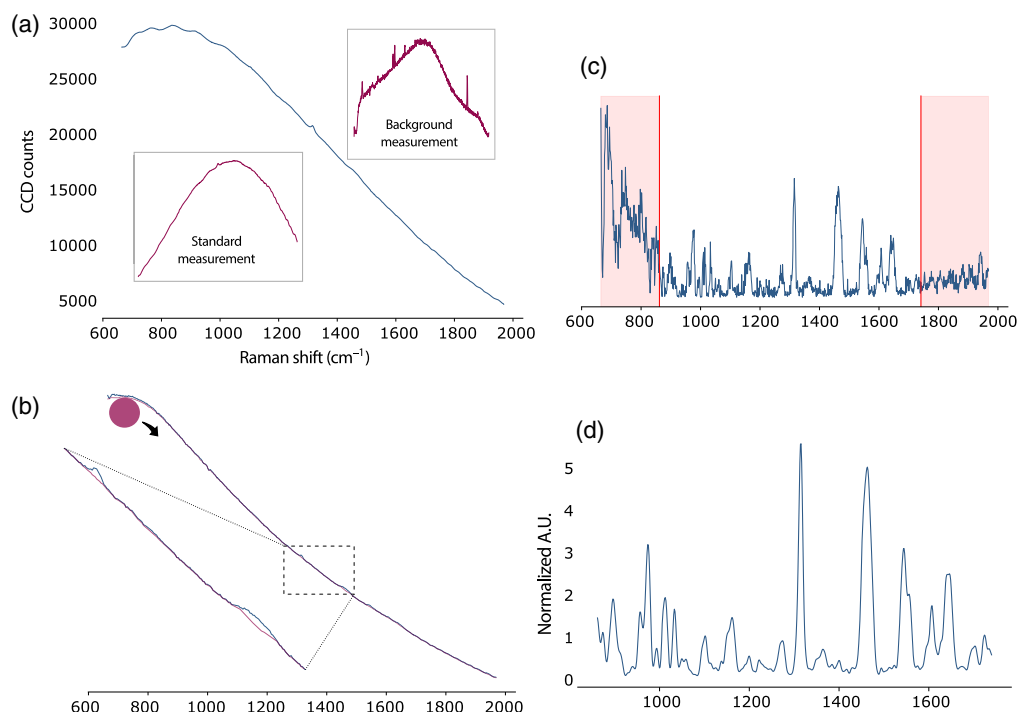 (a)
30000
25000
20000
15000
10000
5000
CCD counts
Background
measurement
Standard
measurement
600 800 1000 1200 1400 1600 1800 2000
Raman shift (cm⁻¹)
(b)
600 800 1000 1200 1400 1600 1800 2000
(c)
600 800 1000 1200 1400 1600 1800 2000
(d)
5
4
3
2
1
0
Normalized A.U.
1000 1200 1400 1600